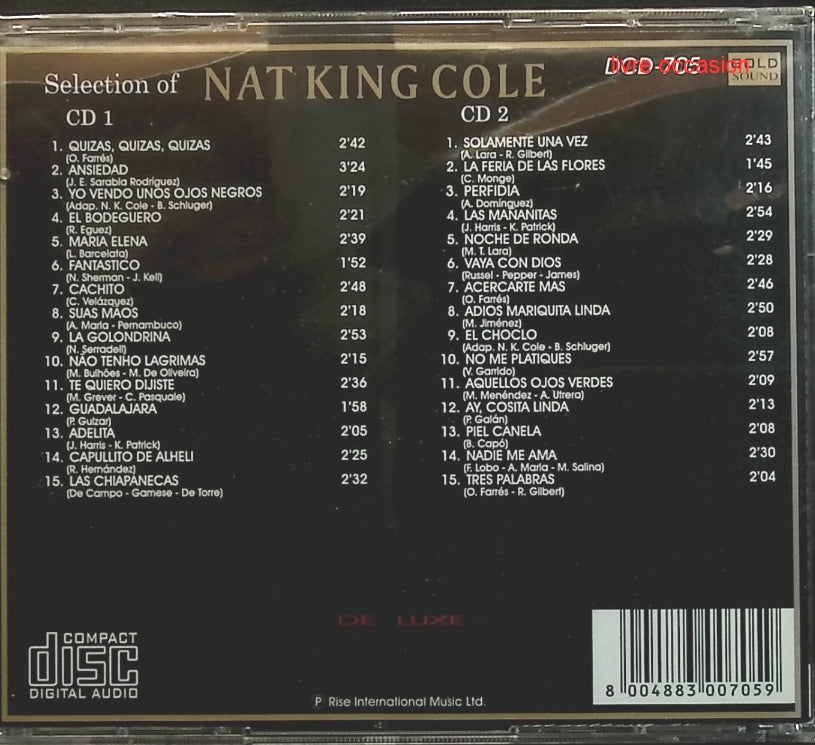 Selection of NAT KING COLE
DCD-705
livre-occasion
GOLD
SOUND
CD 1
1. QUIZAS, QUIZAS, QUIZAS 2'42
(O. Farrés)
2. ANSIEDAD 3'24
(J. E. Sarabia Rodríguez)
3. YO VENDO UNOS OJOS NEGROS 2'19
(Adap. N. K. Cole - B. Schluger)
4. EL BODEGUERO 2'21
(R. Eguez)
5. MARIA ELENA 2'39
(L. Barcelata)
6. FANTASTICO 1'52
(N. Sherman - J. Keil)
7. CACHITO 2'48
(C. Velázquez)
8. SUAS MAOS 2'18
(A. Maria - Pernambuco)
9. LA GOLONDRINA 2'53
(N. Serradell)
10. NÃO TENHO LAGRIMAS 2'15
(M. Bulhões - M. De Oliveira)
11. TE QUIERO DIJISTE 2'36
(M. Grever - C. Pasquale)
12. GUADALAJARA 1'58
(P. Guizar)
13. ADELITA 2'05
(J. Harris - K. Patrick)
14. CAPULLITO DE ALHELI 2'25
(R. Hernández)
15. LAS CHIAPANECAS 2'32
(De Campo - Gamese - De Torre)
CD 2
1. SOLAMENTE UNA VEZ 2'43
(A. Lara - R. Gilbert)
2. LA FERIA DE LAS FLORES 1'45
(C. Monge)
3. PERFIDIA 2'16
(A. Domínguez)
4. LAS MAÑANITAS 2'54
(J. Harris - K. Patrick)
5. NOCHE DE RONDA 2'29
(M. T. Lara)
6. VAYA CON DIOS 2'28
(Russel - Pepper - James)
7. ACERCARTE MAS 2'46
(O. Farrés)
8. ADIOS MARIQUITA LINDA 2'50
(M. Jiménez)
9. EL CHOCLO 2'08
(Adap. N. K. Cole - B. Schluger)
10. NO ME PLATIQUES 2'57
(V. Garrido)
11. AQUELLOS OJOS VERDES 2'09
(M. Menéndez - A. Utrera)
12. AY, COSITA LINDA 2'13
(P. Galán)
13. PIEL CANELA 2'08
(B. Capó)
14. NADIE ME AMA 2'30
(F. Lobo - A. Maria - M. Salina)
15. TRES PALABRAS 2'04
(O. Farrés - R. Gilbert)
DE LUXE
COMPACT
disc
DIGITAL AUDIO
℗ Rise International Music Ltd.
8 004883 007059